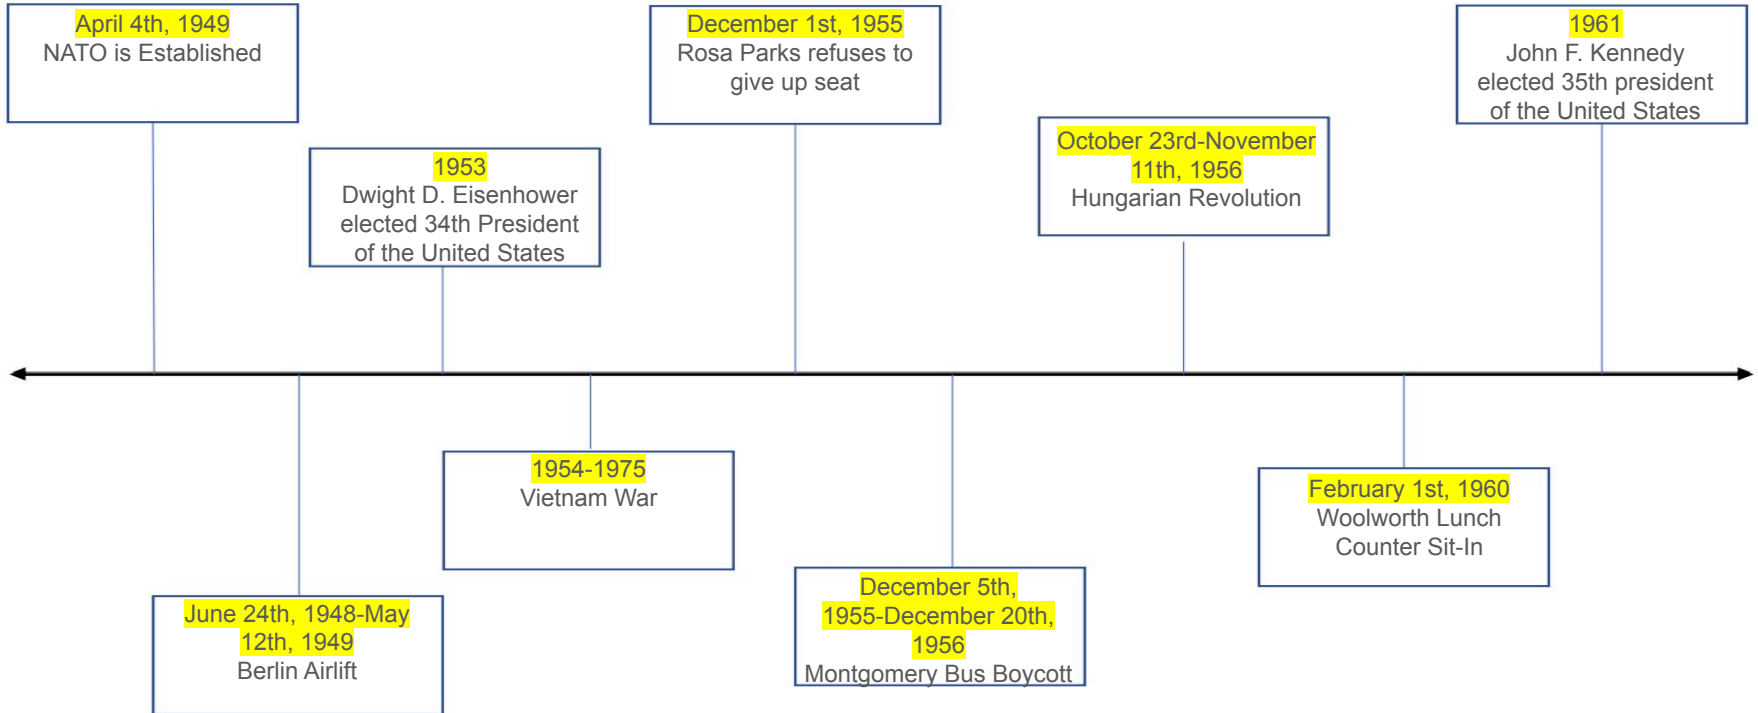 April 4th, 1949
NATO is Established
June 24th, 1948-May
12th, 1949
Berlin Airlift
1953
Dwight D. Eisenhower
elected 34th President
of the United States
1954-1975
Vietnam War
December 1st, 1955
Rosa Parks refuses to
give up seat
December 5th,
1955-December 20th,
1956
Montgomery Bus Boycott
October 23rd-November
11th, 1956
Hungarian Revolution
February 1st, 1960
Woolworth Lunch
Counter Sit-In
1961
John F. Kennedy
elected 35th president
of the United States